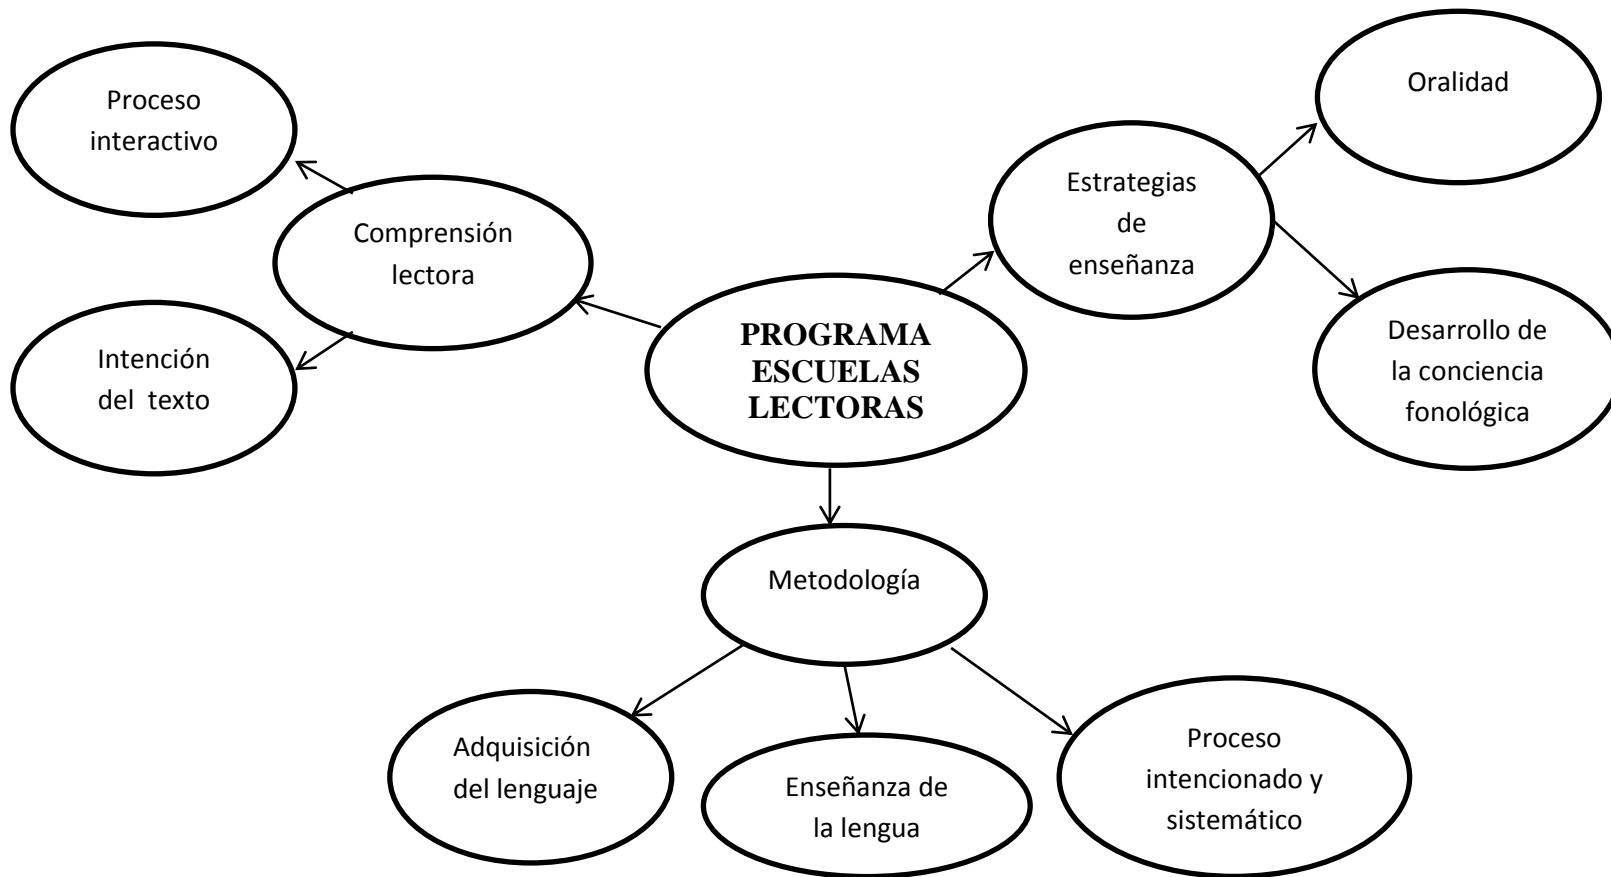 Proceso
interactivo
Comprensión
lectora
Intención
del texto
PROGRAMA
ESCUELAS
LECTORAS
Estrategias
de
enseñanza
Oralidad
Desarrollo de
la conciencia
fonológica
Metodología
Adquisición
del lenguaje
Enseñanza de
la lengua
Proceso
intencionado y
sistemático